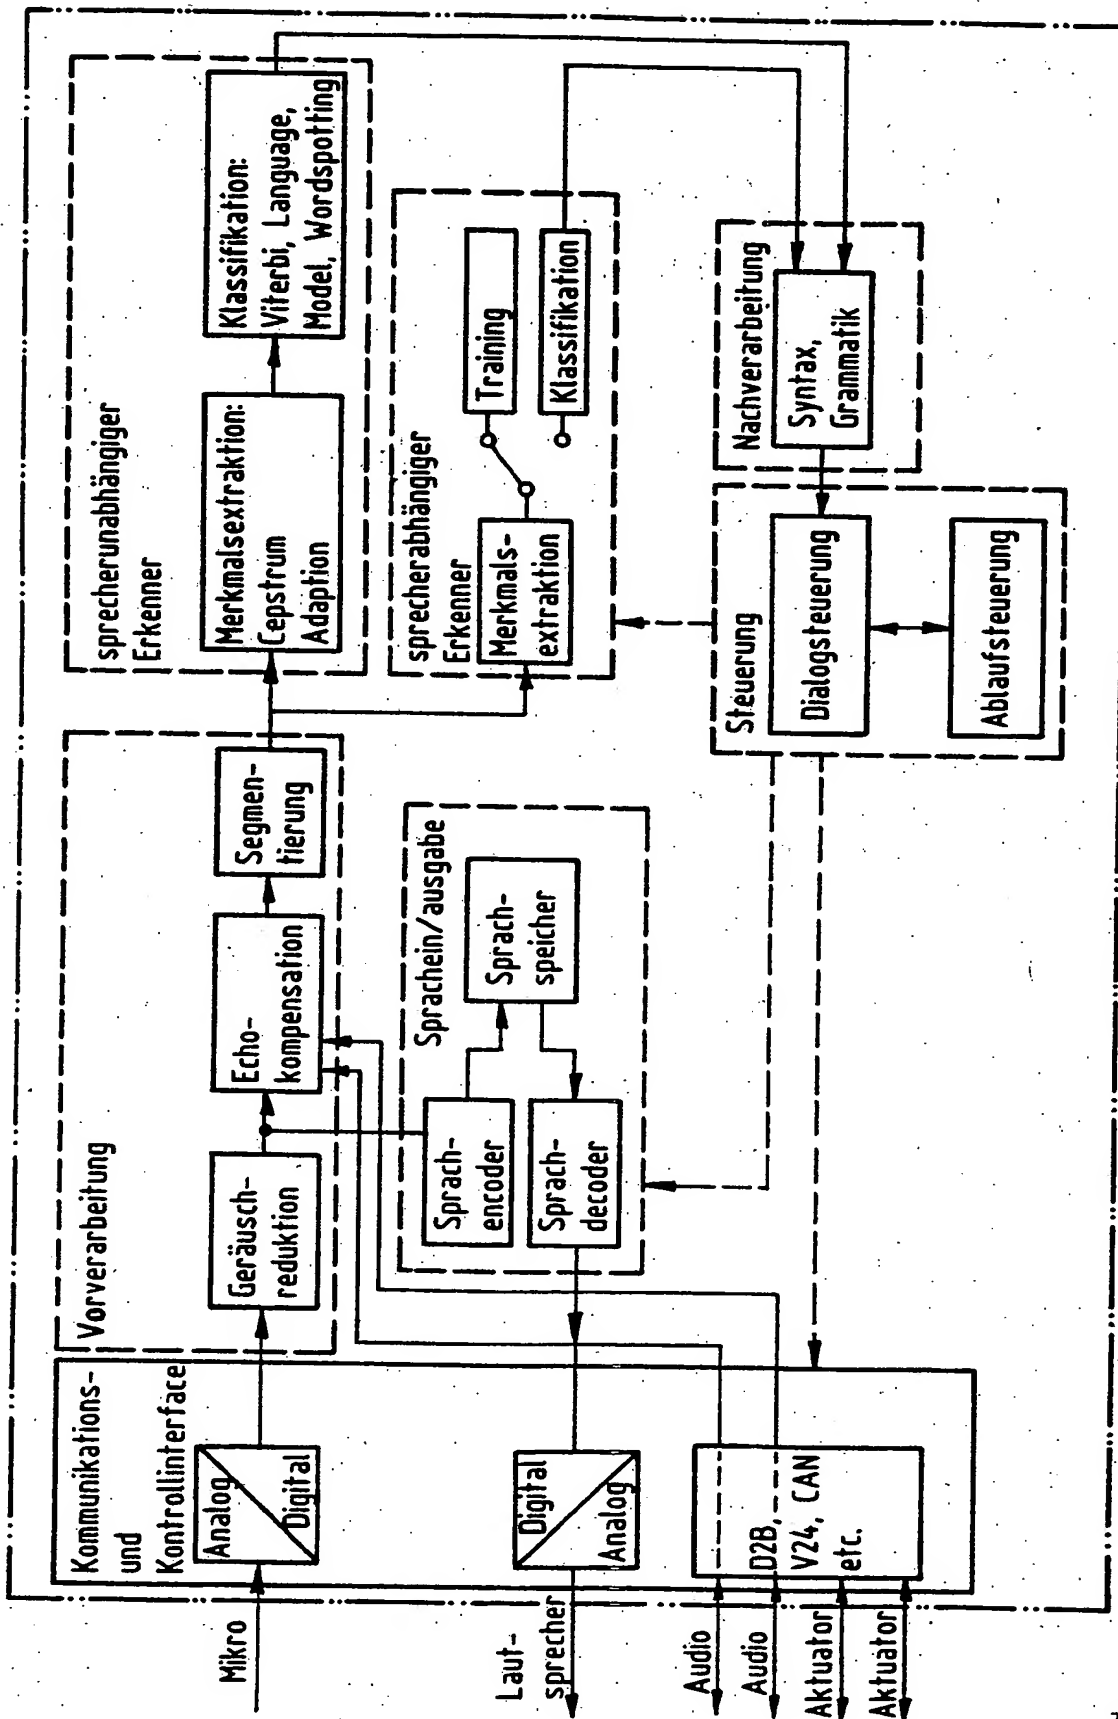 Kommunikations-
und
Kontrollinterface
Analog
Digital
Mikro
Digital
Analog
Laut-
sprecher
D2B,
V24, CAN
etc.
Audio
Audio
Aktuator
Aktuator
Vorverarbeitung
Geräusch-
reduktion
Echo-
kompensation
Segmen-
tierung
Sprachein/ausgabe
Sprach-
encoder
Sprach-
decoder
Sprach-
speicher
sprecherunabhängiger
Erkenner
Merkmalsextraktion:
Cepstrum
Adaption
Klassifikation:
Viterbi, Language,
Model, Wordspotting
sprecherabhängiger
Erkenner
Merkmals-
extraktion
Training
Klassifikation
Steuerung
Dialogsteuerung
Ablaufsteuerung
Nachverarbeitung
Syntax,
Grammatik